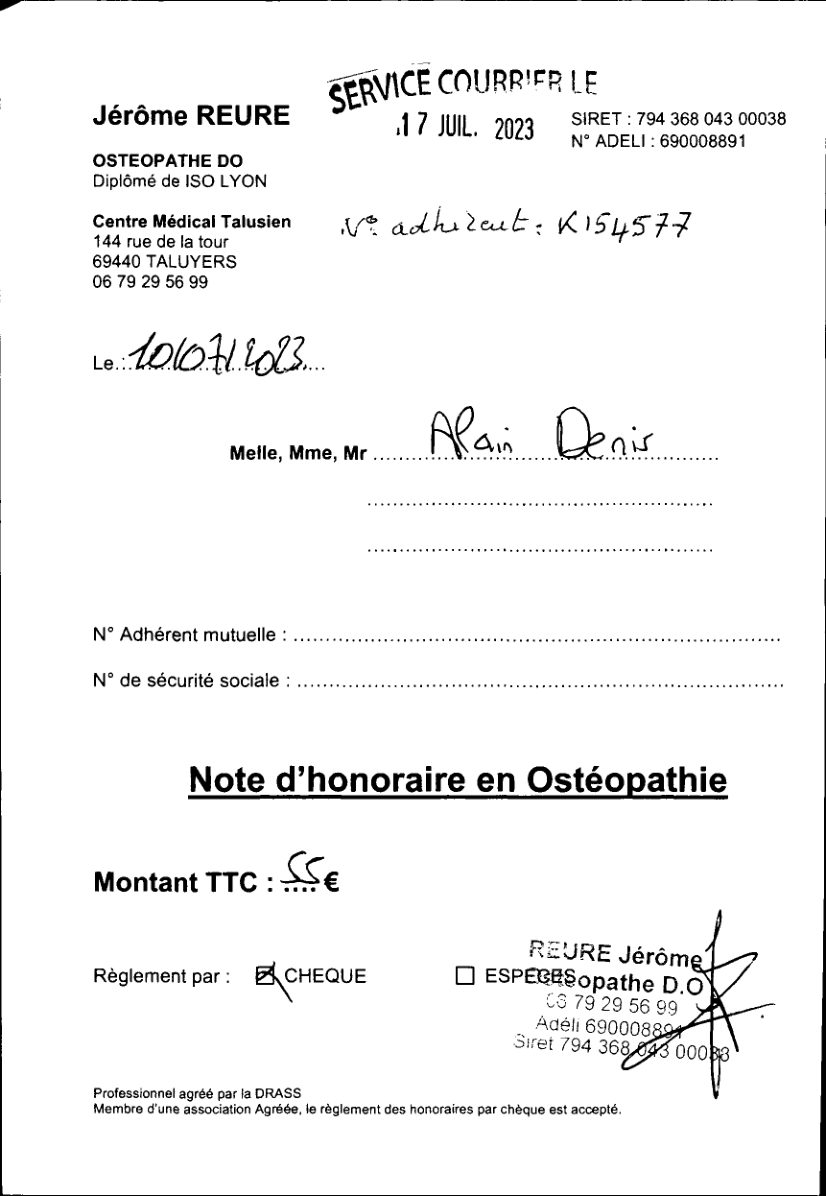 SERVICE COURRIER LE
17 JUIL. 2023
Jérôme REURE
SIRET : 794 368 043 00038
N° ADELI : 690008891
OSTEOPATHE DO
Diplômé de ISO LYON
Centre Médical Talusien
144 rue de la tour
69440 TALUYERS
06 79 29 56 99
N° adhérent : K154577
Le : 10/07/2023
Melle, Mme, Mr Alain Denis
N° Adhérent mutuelle :
N° de sécurité sociale :
Note d'honoraire en Ostéopathie
Montant TTC : 55 €
Règlement par : CHEQUE ESPECES
REURE Jérôme
Ostéopathe D.O
06 79 29 56 99
Adéli 690008891
Siret 794 368 043 00038
Professionnel agréé par la DRASS
Membre d'une association Agréée, le règlement des honoraires par chèque est accepté.